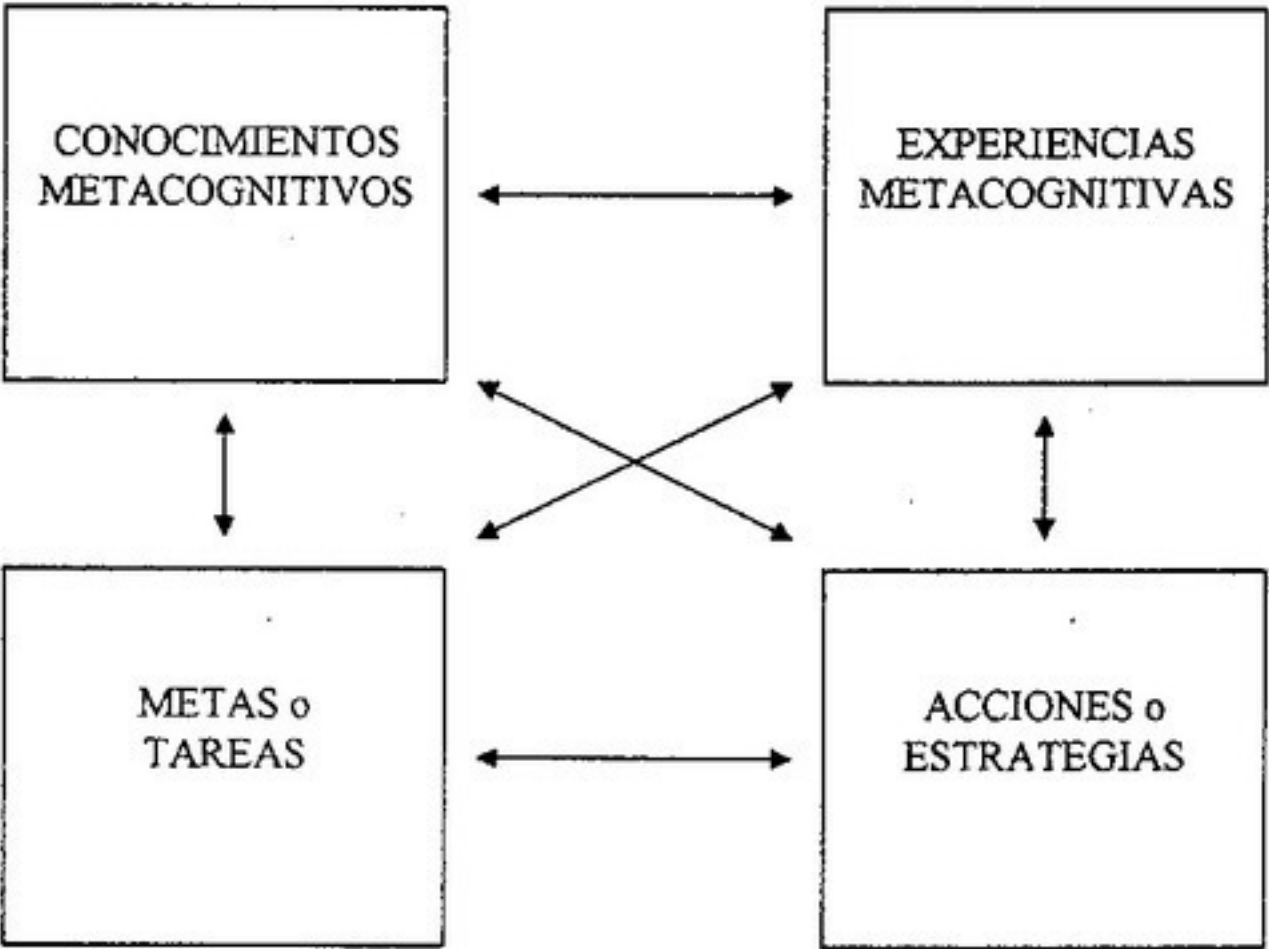 CONOCIMIENTOS
METACOGNITIVOS
EXPERIENCIAS
METACOGNITIVAS
METAS o
TAREAS
ACCIONES o
ESTRATEGIAS